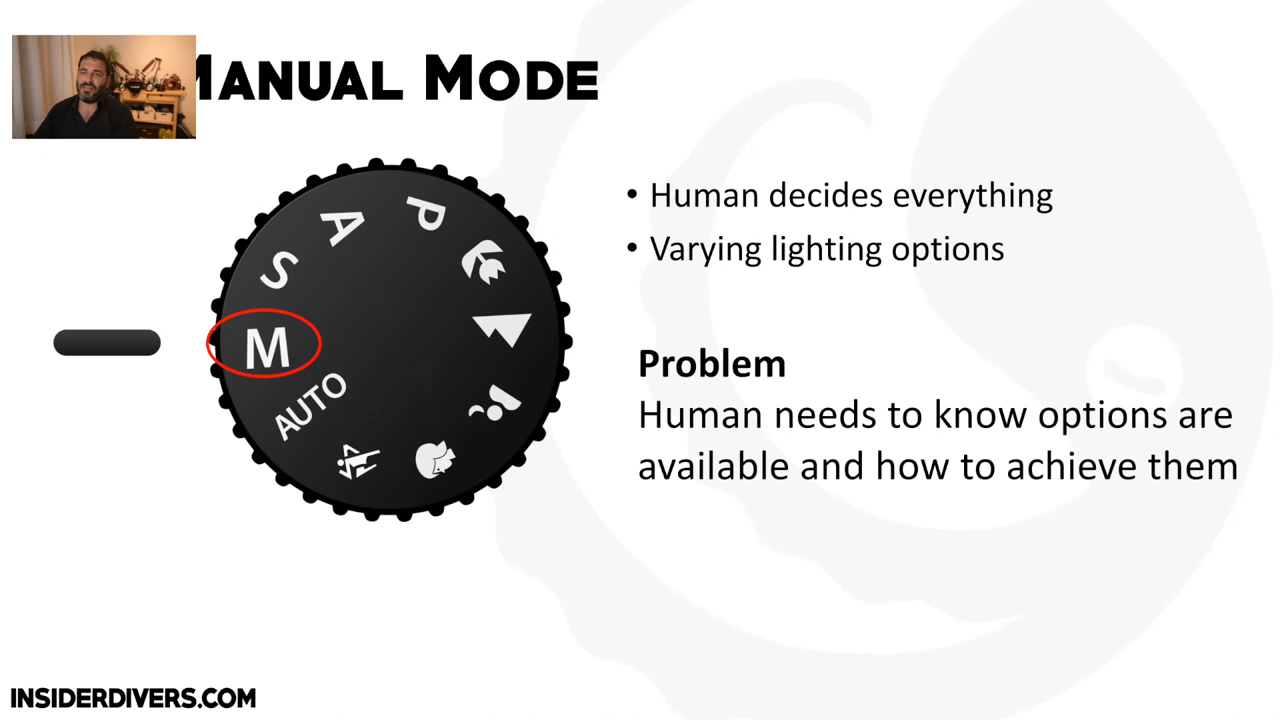 MANUAL MODE
P
A
S
M
AUTO
• Human decides everything
• Varying lighting options
Problem
Human needs to know options are
available and how to achieve them
INSIDERDIVERS.COM